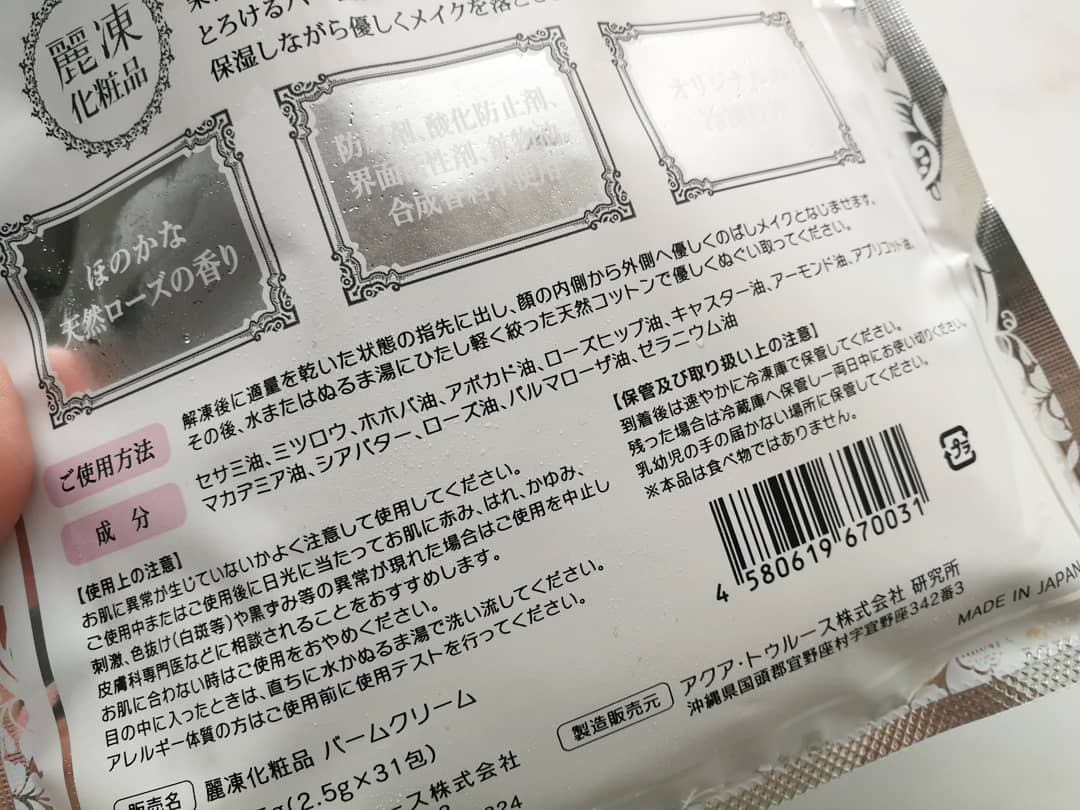 麗凍
化粧品
とろける
保湿しながら優しくメイクを
ほのかな
天然ローズの香り
酸化防止剤、
界面活性剤、鉱物油、
合成香料不使用
オリジナルの
解凍後に適量を乾いた状態の指先に出し、顔の内側から外側へ優しくのばしメイクとなじませます。
その後、水またはぬるま湯にひたし軽く絞った天然コットンで優しくぬぐい取ってください。
ご使用方法
セサミ油、ミツロウ、ホホバ油、アボカド油、ローズヒップ油、キャスター油、アーモンド油、アプリコット油、
マカデミア油、シアバター、ローズ油、パルマローザ油、ゼラニウム油
成 分
【使用上の注意】
お肌に異常が生じていないかよく注意して使用してください。
ご使用中またはご使用後に日光に当たってお肌に赤み、はれ、かゆみ、
刺激、色抜け(白斑等)や黒ずみ等の異常が現れた場合はご使用を中止し
皮膚科専門医などに相談されることをおすすめします。
お肌に合わない時はご使用をおやめください。
目の中に入ったときは、直ちに水かぬるま湯で洗い流してください。
アレルギー体質の方はご使用前に使用テストを行ってください。
【保管及び取り扱い上の注意】
到着後は速やかに冷凍庫で保管してください。
残った場合は冷蔵庫へ保管し一両日中にお使い切りください。
乳幼児の手の届かない場所に保管してください。
※本品は食べ物ではありません。
プラ
4 580619 670031
販売名
麗凍化粧品 バームクリーム
(2.5g×31包)
ース株式会社
製造販売元
アクア・トゥルース株式会社 研究所
沖縄県国頭郡宜野座村字宜野座342番3
MADE IN JAPAN